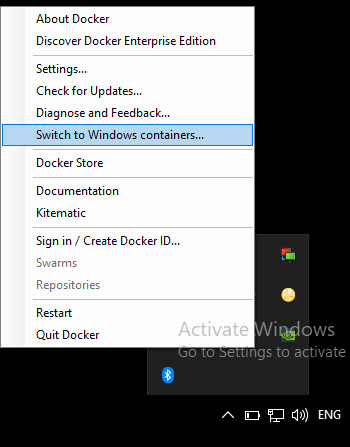 About Docker
Discover Docker Enterprise Edition
Settings...
Check for Updates...
Diagnose and Feedback...
Switch to Windows containers...
Docker Store
Documentation
Kitematic
Sign in / Create Docker ID...
Swarms
Repositories
Restart
Quit Docker
Activate Windows
Go to Settings to activate
ENG